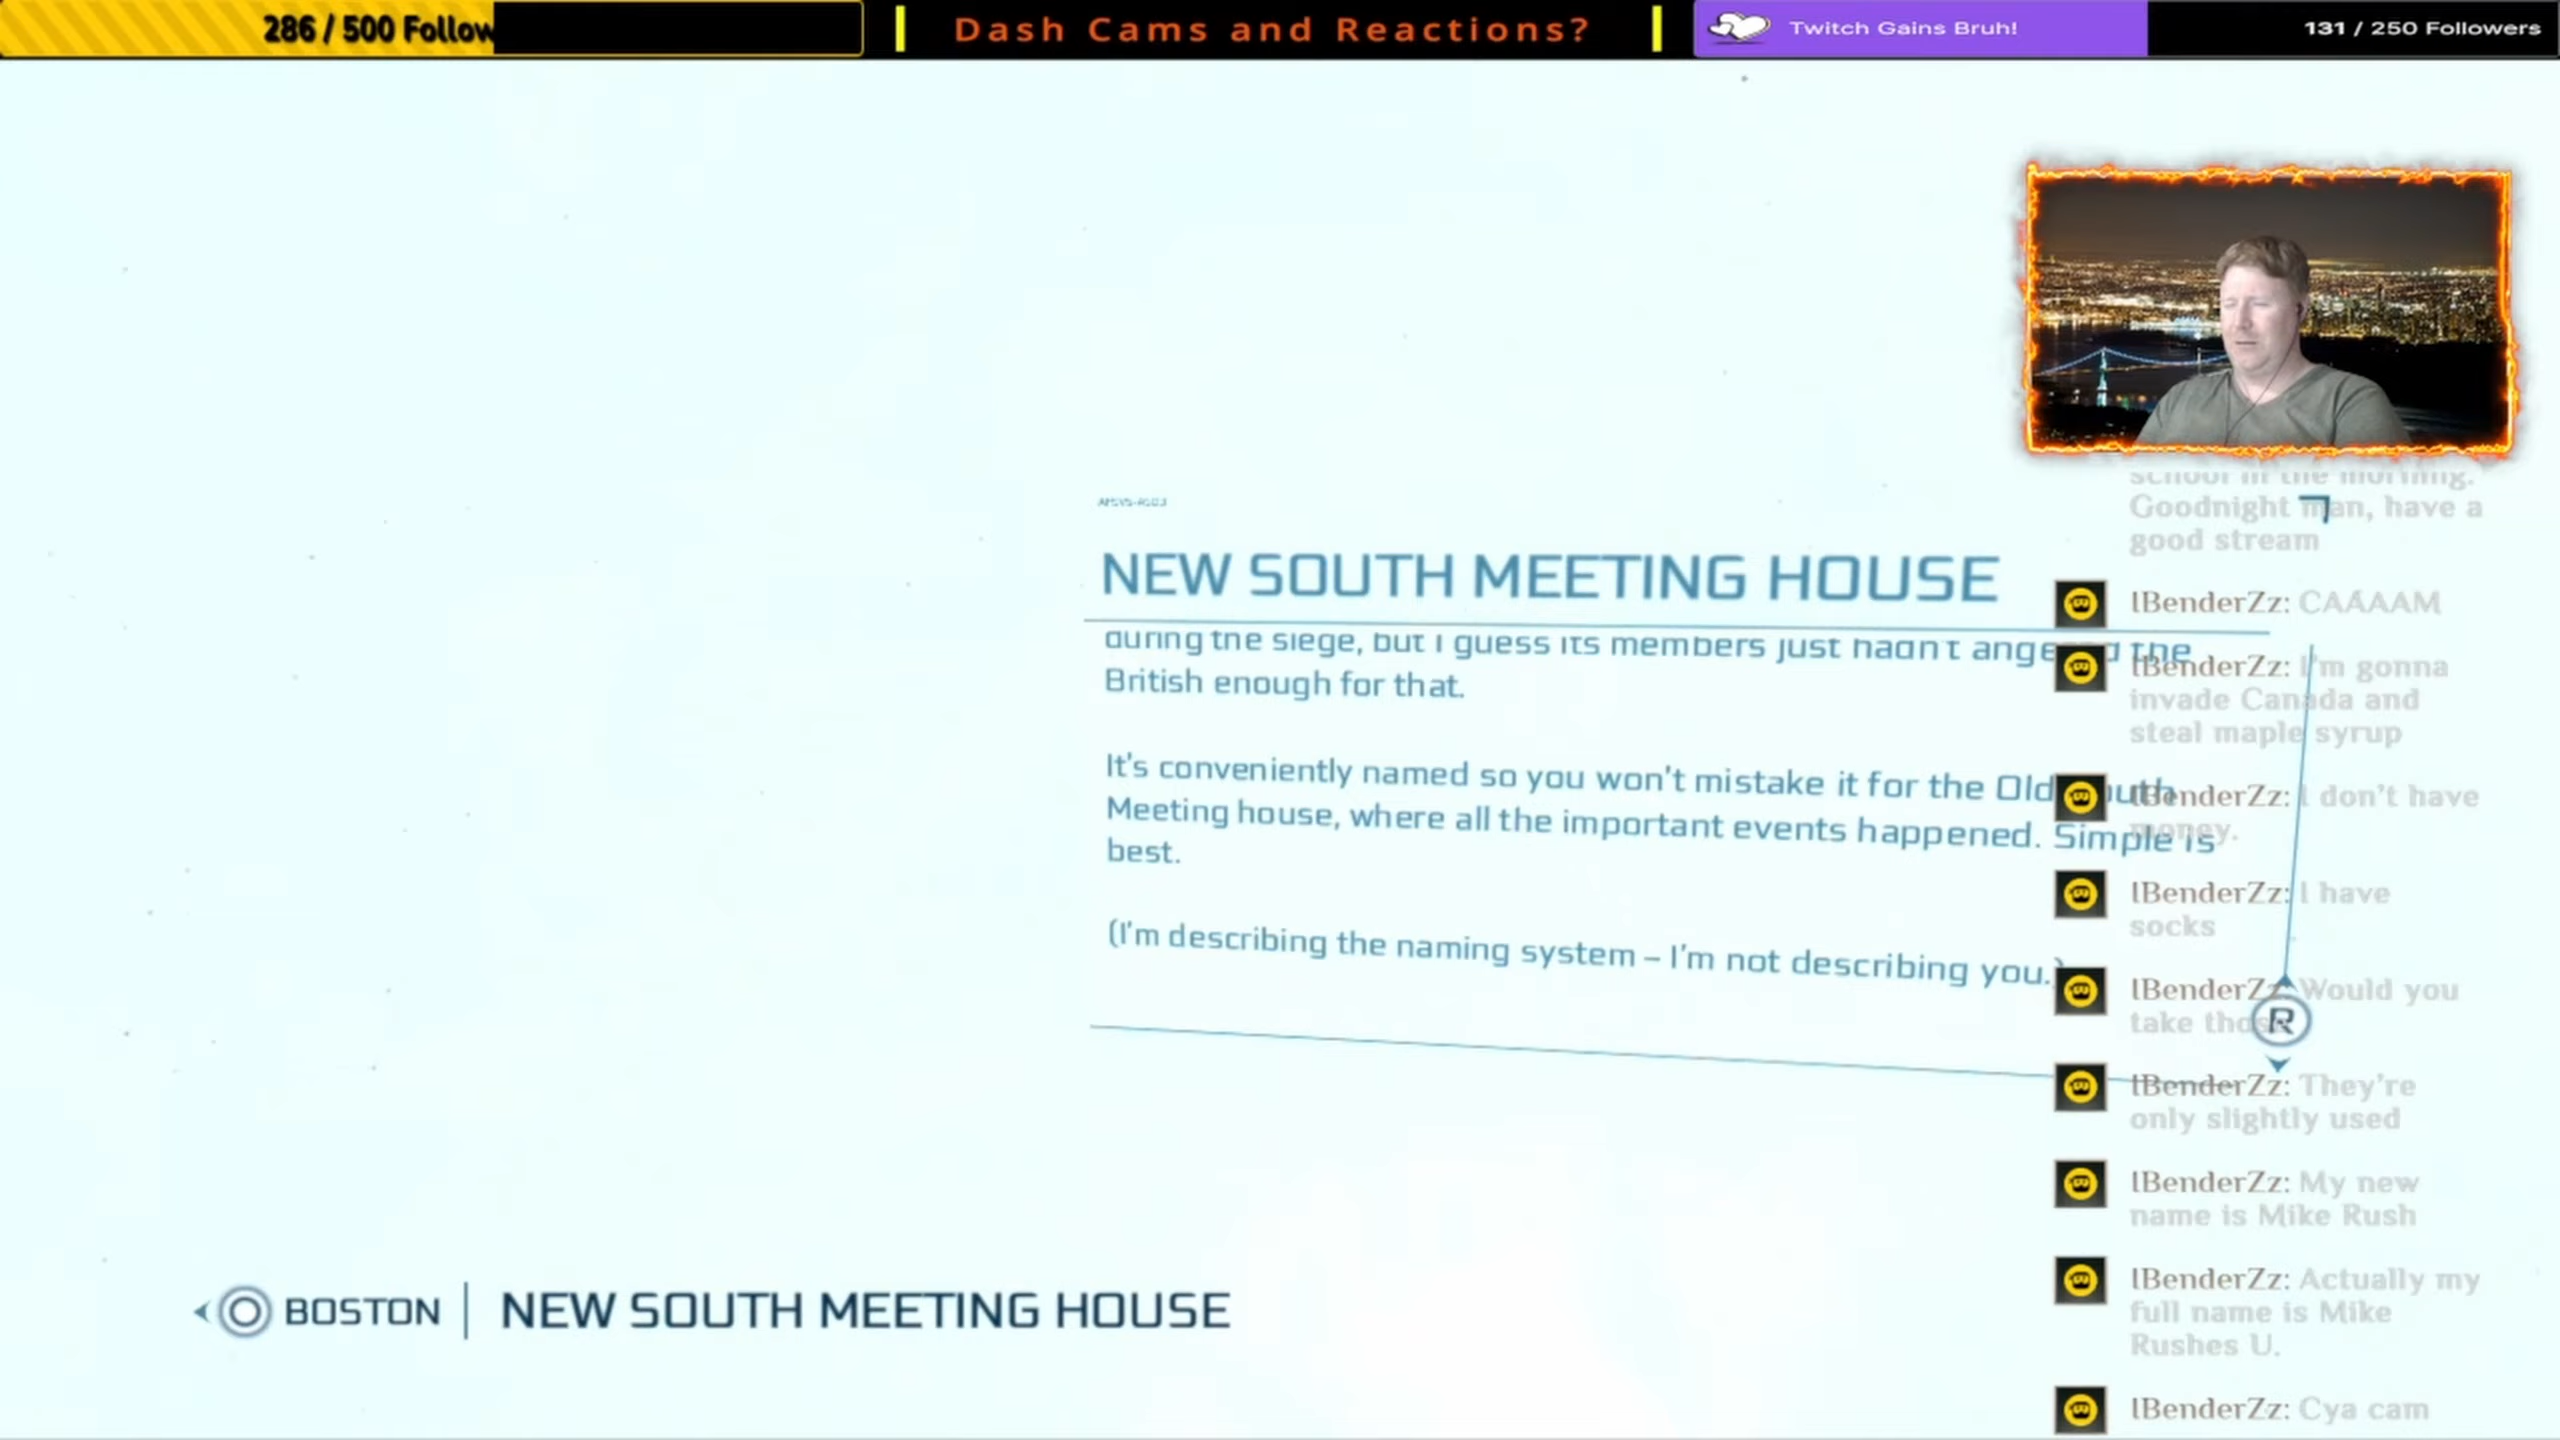 286 / 500 Follow
Dash Cams and Reactions?
Twitch Gains Bruh!
131 / 250 Followers
NEW SOUTH MEETING HOUSE
during the siege, but I guess its members just hadn't the
British enough for that.
It's conveniently named so you won't mistake it for the Old
Meeting house, where all the important events happened. Simple is
best.
(I'm describing the naming system – I'm not describing you.)
R
BOSTON
NEW SOUTH MEETING HOUSE
school in the morning.
Goodnight man, have a
good stream
lBenderZz: CAAAAM
lBenderZz: I'm gonna
invade Canada and
steal maple syrup
lBenderZz: I don't have
money.
lBenderZz: I have
socks
lBenderZz: Would you
take those
lBenderZz: They're
only slightly used
lBenderZz: My new
name is Mike Rush
lBenderZz: Actually my
full name is Mike
Rushes U.
lBenderZz: Cya cam